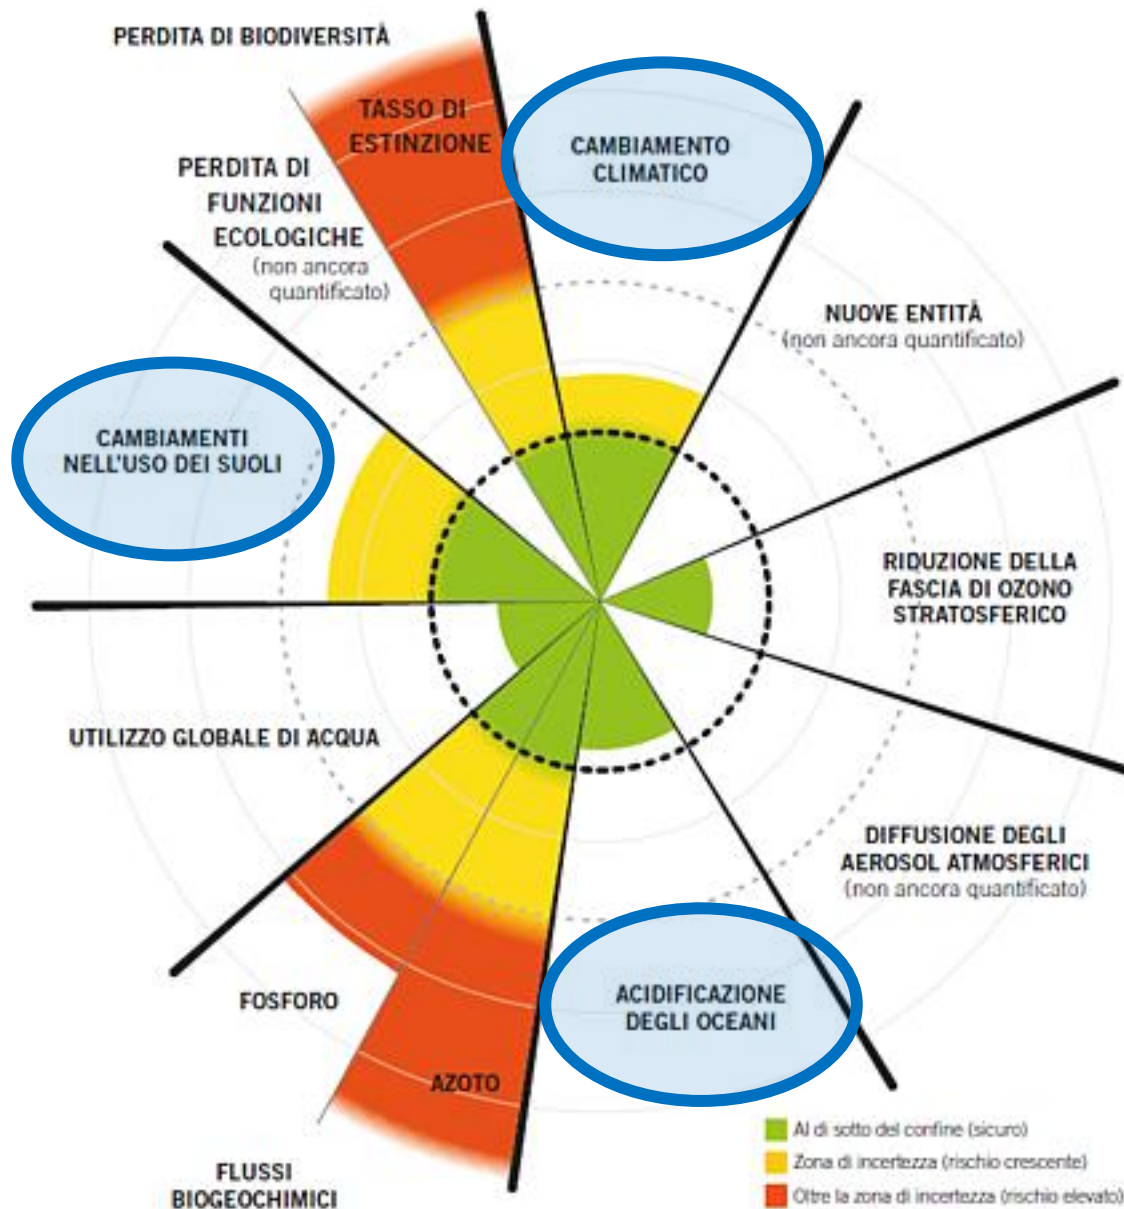 PERDITA DI BIODIVERSITÀ
TASSO DI
ESTINZIONE
CAMBIAMENTO
CLIMATICO
PERDITA DI
FUNZIONI
ECOLOGICHE
(non ancora
quantificato)
NUOVE ENTITÀ
(non ancora quantificato)
CAMBIAMENTI
NELL'USO DEI SUOLI
RIDUZIONE DELLA
FASCIA DI OZONO
STRATOSFERICO
UTILIZZO GLOBALE DI ACQUA
DIFFUSIONE DEGLI
AEROSOL ATMOSFERICI
(non ancora quantificato)
FOSFORO
ACIDIFICAZIONE
DEGLI OCEANI
AZOTO
FLUSSI
BIOGEOCHIMICI
Al di sotto del confine (sicuro)
Zona di incertezza (rischio crescente)
Oltre la zona di incertezza (rischio elevato)